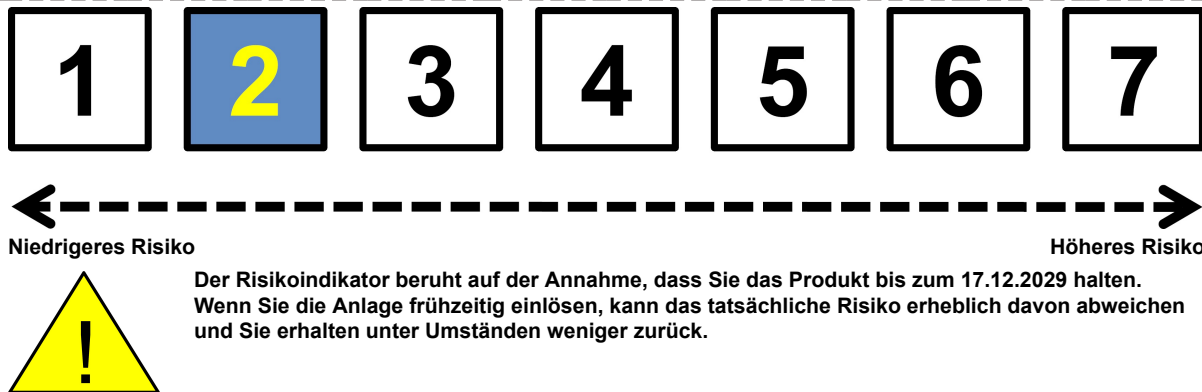 1 2 3 4 5 6 7
Niedrigeres Risiko Höheres Risiko
!
Der Risikoindikator beruht auf der Annahme, dass Sie das Produkt bis zum 17.12.2029 halten.
Wenn Sie die Anlage frühzeitig einlösen, kann das tatsächliche Risiko erheblich davon abweichen
und Sie erhalten unter Umständen weniger zurück.